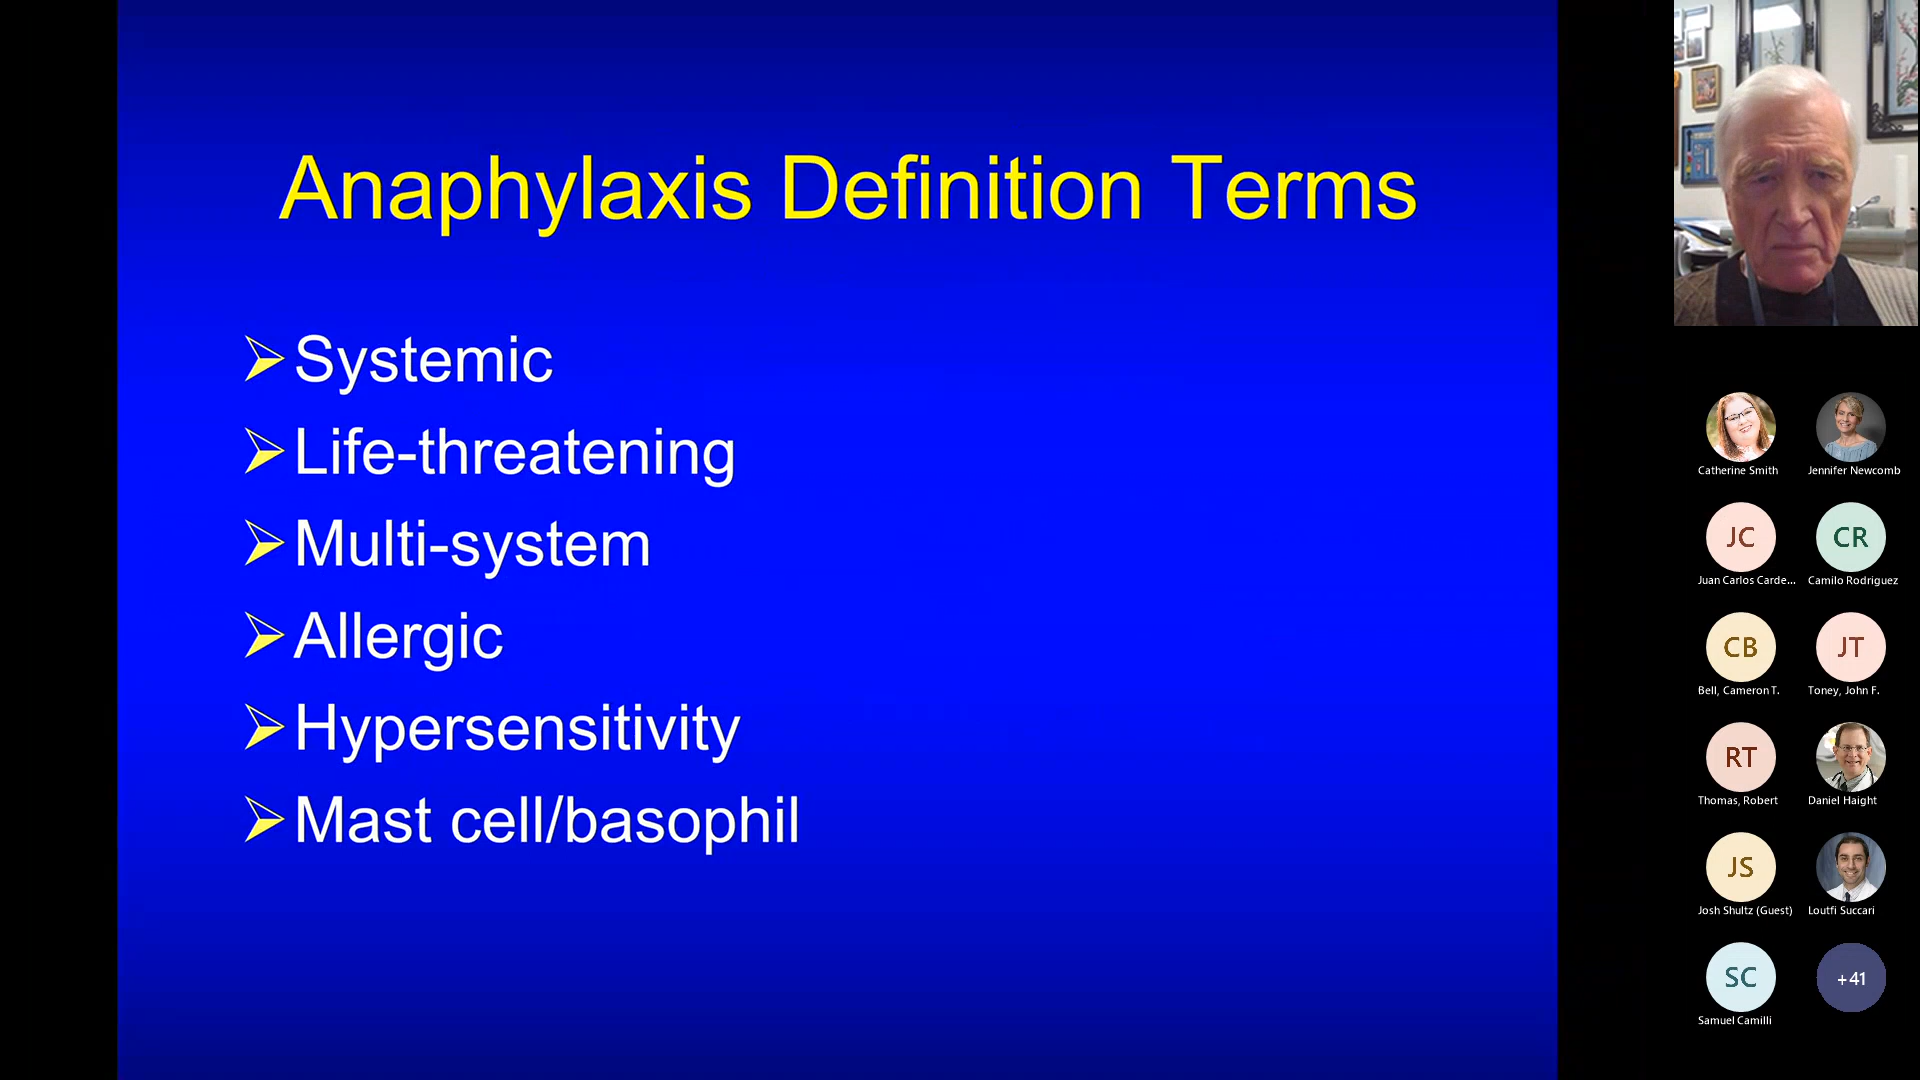 Anaphylaxis Definition Terms
Systemic
Life-threatening
Multi-system
Allergic
Hypersensitivity
Mast cell/basophil
Catherine Smith
Jennifer Newcomb
JC
CR
Juan Carlos Carde...
Camilo Rodriguez
CB
JT
Bell, Cameron T.
Toney, John F.
RT
Thomas, Robert
Daniel Haight
JS
Josh Shultz (Guest)
Loutfi Succari
SC
+41
Samuel Camilli